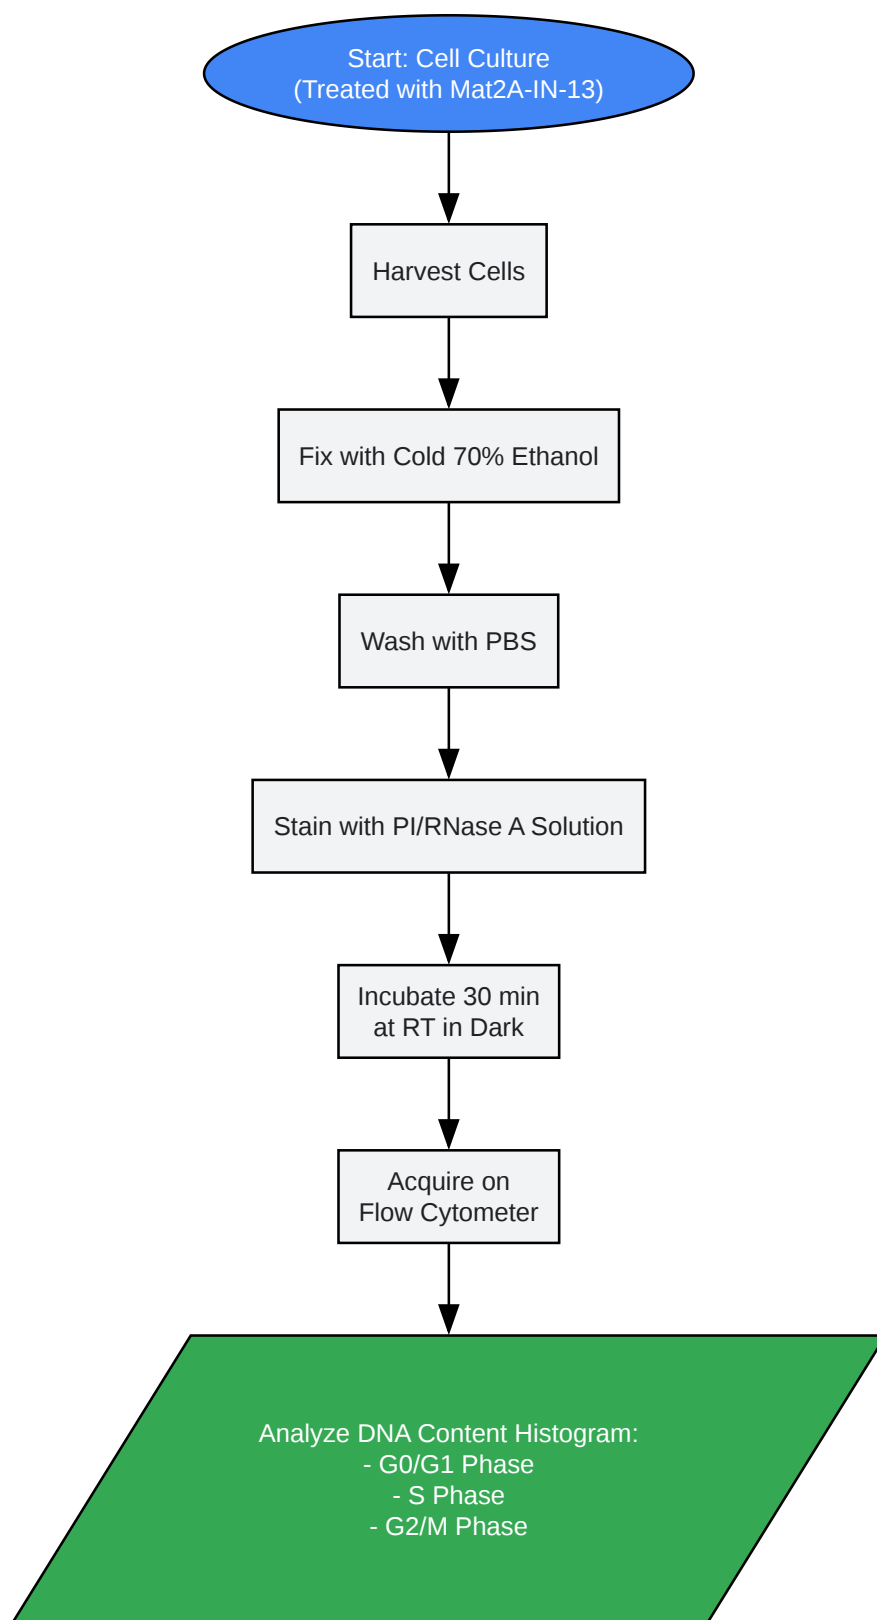 Start: Cell Culture
(Treated with Mat2A-IN-13)
Harvest Cells
Fix with Cold 70% Ethanol
Wash with PBS
Stain with PI/RNase A Solution
Incubate 30 min
at RT in Dark
Acquire on
Flow Cytometer
Analyze DNA Content Histogram:
- G0/G1 Phase
- S Phase
- G2/M Phase